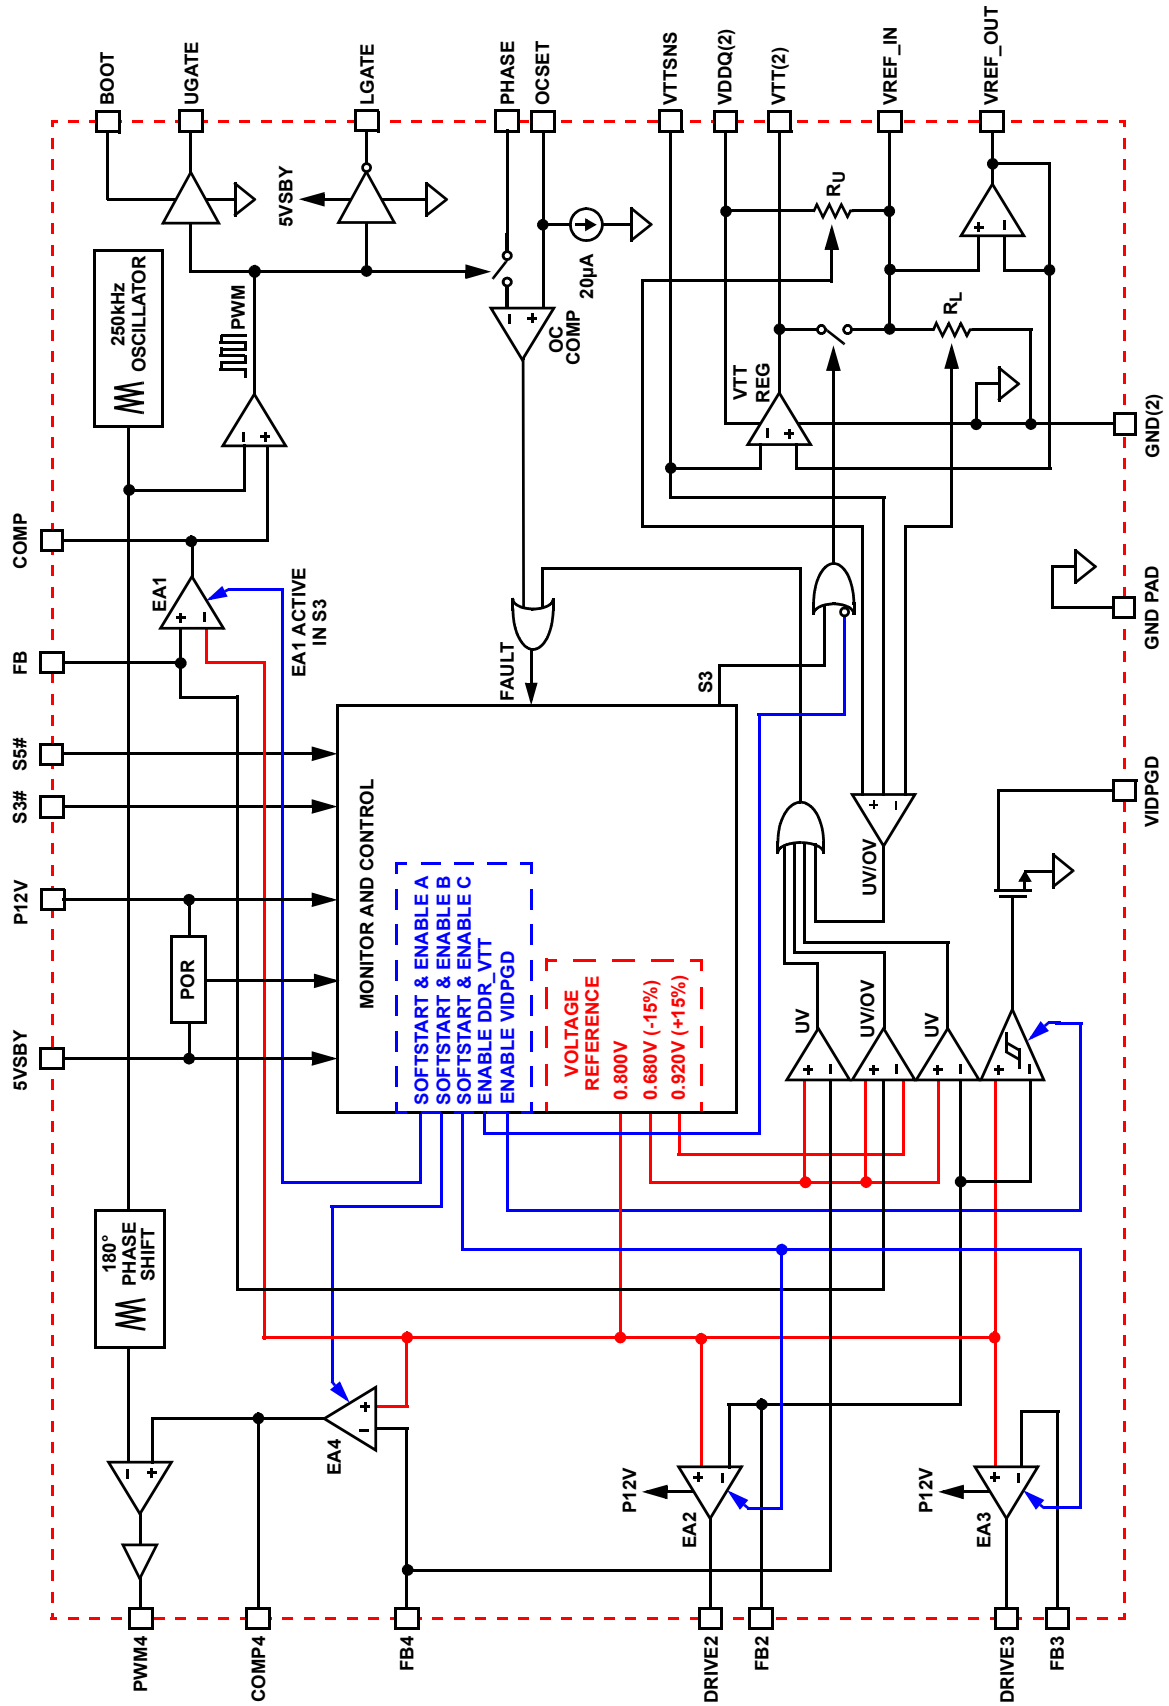 BOOT
UGATE
LGATE
PHASE
OCSET
VTTSNS
VDDQ(2)
VTT(2)
VREF_IN
VREF_OUT
5VSBY
250kHz
OSCILLATOR
PWM
20µA
OC
COMP
RU
RL
VTT
REG
GND(2)
COMP
EA1
EA1 ACTIVE
IN S3
FB
FAULT
S3
GND PAD
S5#
S3#
P12V
POR
5VSBY
MONITOR AND CONTROL
SOFTSTART & ENABLE A
SOFTSTART & ENABLE B
SOFTSTART & ENABLE C
ENABLE DDR_VTT
ENABLE VIDPGD
VOLTAGE
REFERENCE
0.800V
0.680V (-15%)
0.920V (+15%)
UV/OV
VIDPGD
UV
UV/OV
UV
180°
PHASE
SHIFT
EA4
P12V
EA2
P12V
EA3
PWM4
COMP4
FB4
DRIVE2
FB2
DRIVE3
FB3